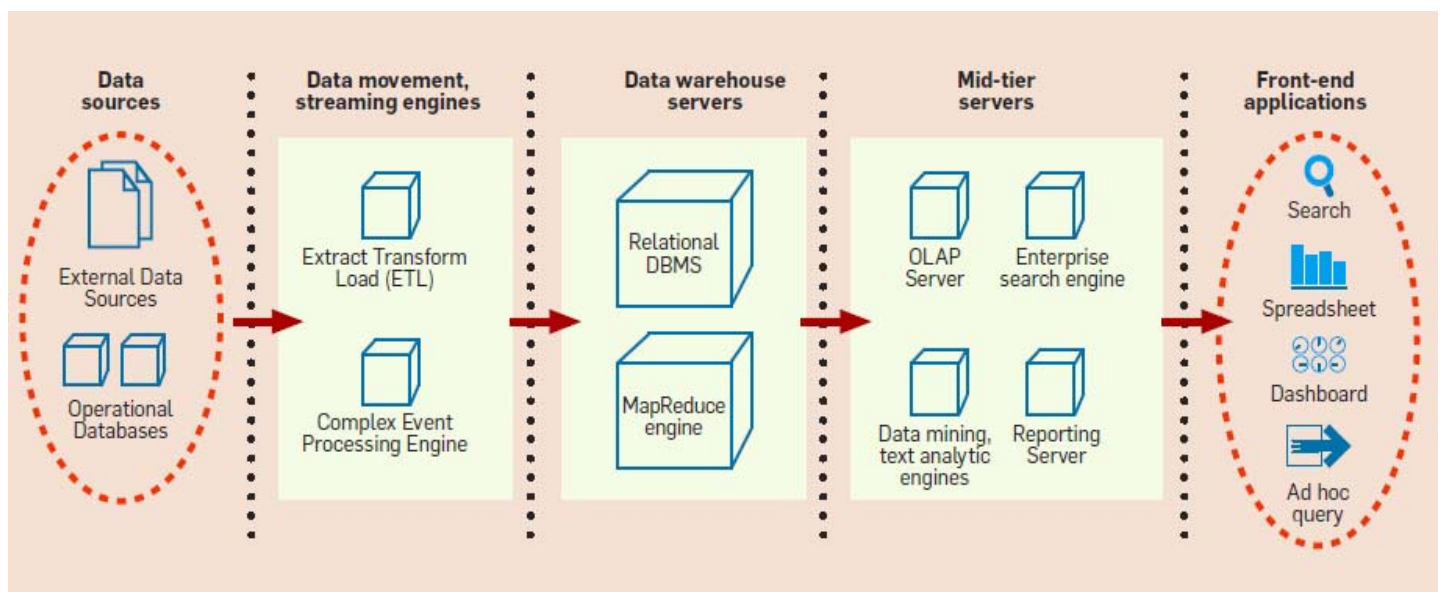 Data
sources
Data movement,
streaming engines
Data warehouse
servers
Mid-tier
servers
Front-end
applications
External Data
Sources
Operational
Databases
Extract Transform
Load (ETL)
Complex Event
Processing Engine
Relational
DBMS
MapReduce
engine
OLAP
Server
Enterprise
search engine
Data mining,
text analytic
engines
Reporting
Server
Search
Spreadsheet
Dashboard
Ad hoc
query